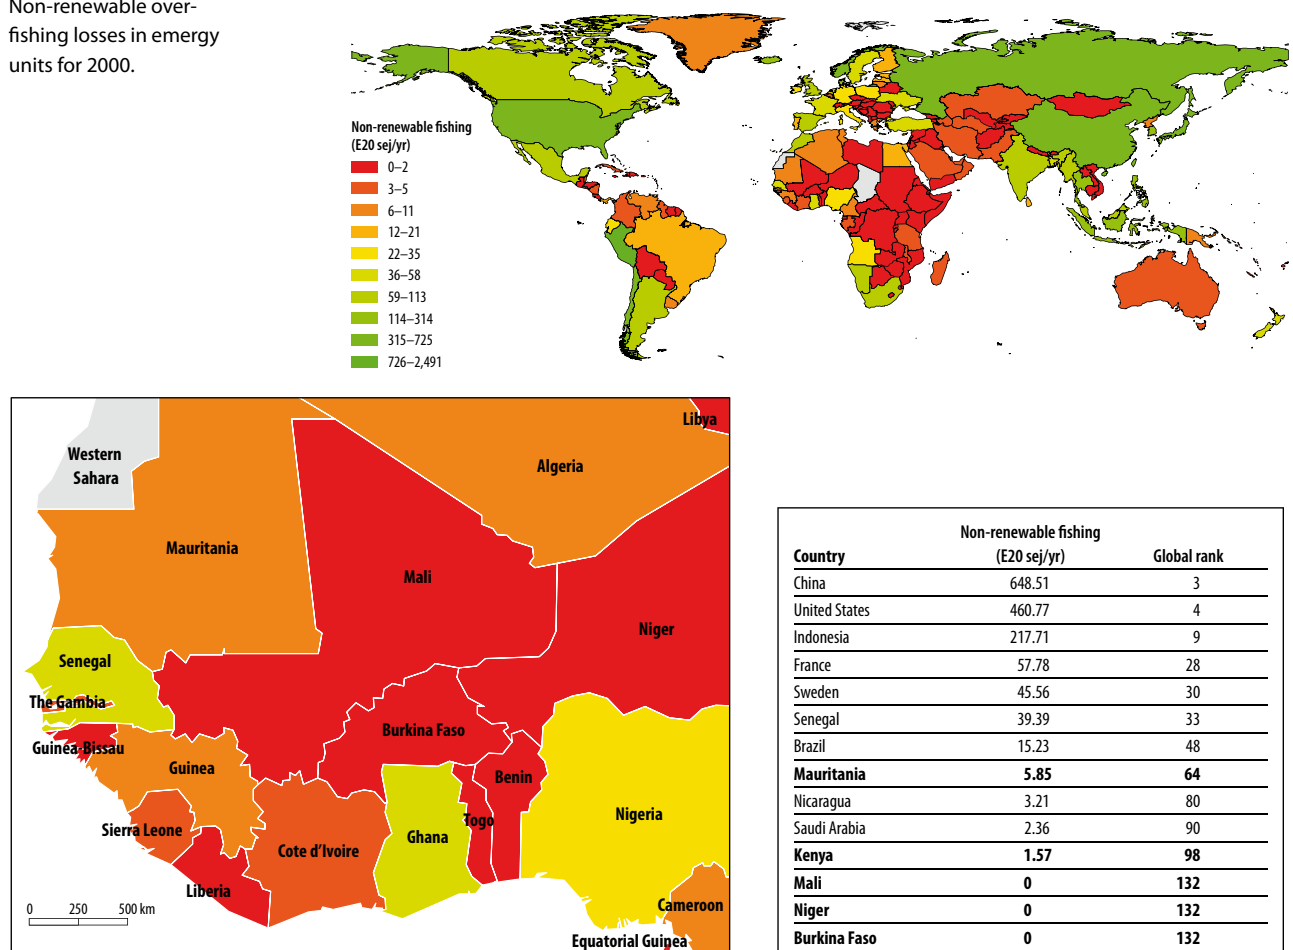 Non-renewable over-
fishing losses in emergy
units for 2000.
Non-renewable fishing
(E20 sej/yr)
0–2
3–5
6–11
12–21
22–35
36–58
59–113
114–314
315–725
726–2,491
Libya
Western
Sahara
Algeria
Mauritania
Mali
Niger
Senegal
The Gambia
Burkina Faso
Guinea-Bissau
Guinea
Benin
Nigeria
Togo
Sierra Leone
Ghana
Cote d’Ivoire
Liberia
Cameroon
0 250 500 km
Equatorial Guinea
Non-renewable fishing
Country (E20 sej/yr) Global rank
China 648.51 3
United States 460.77 4
Indonesia 217.71 9
France 57.78 28
Sweden 45.56 30
Senegal 39.39 33
Brazil 15.23 48
Mauritania 5.85 64
Nicaragua 3.21 80
Saudi Arabia 2.36 90
Kenya 1.57 98
Mali 0 132
Niger 0 132
Burkina Faso 0 132